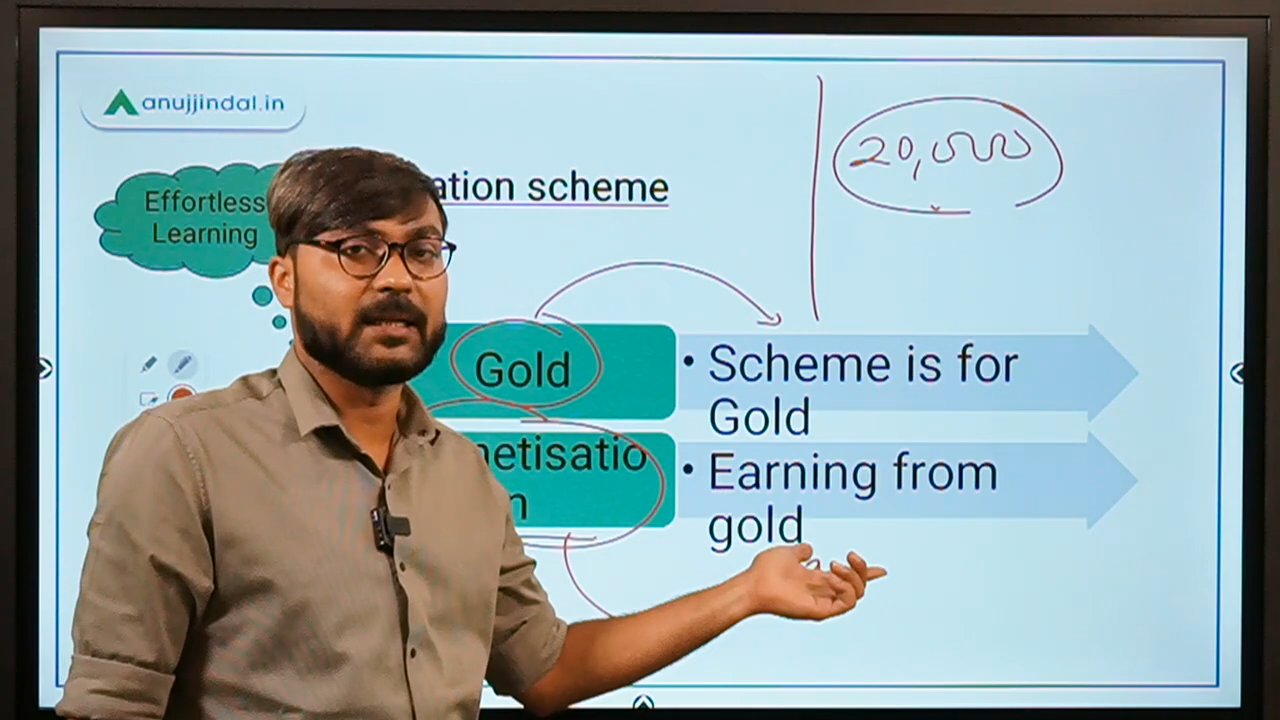 anujjindal.in
20,000
Effortless
Learning
ation scheme
Gold
• Scheme is for
Gold
netisatio
n
• Earning from
gold